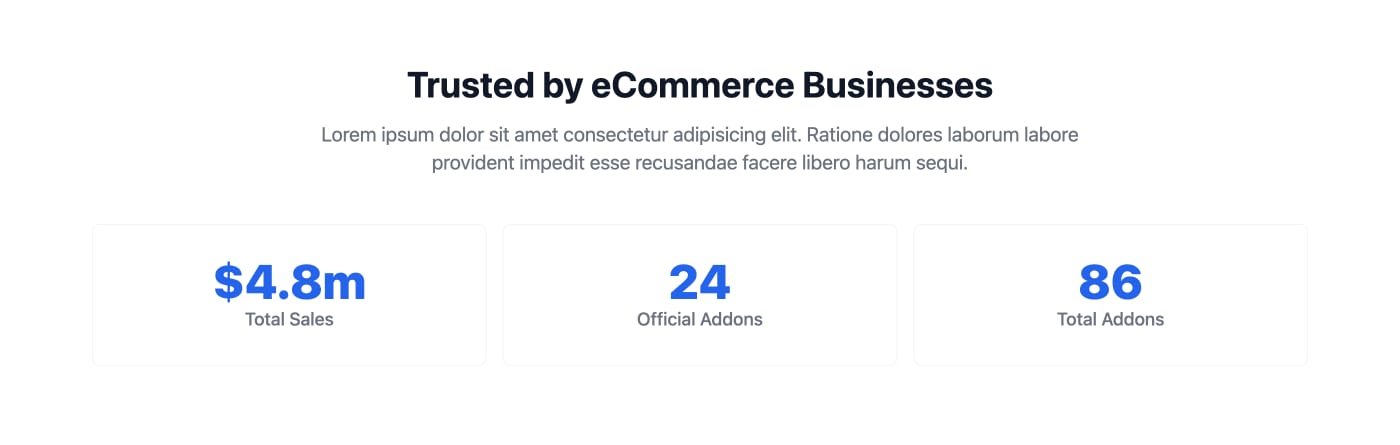 Trusted by eCommerce Businesses
Lorem ipsum dolor sit amet consectetur adipisicing elit. Ratione dolores laborum labore
provident impedit esse recusandae facere libero harum sequi.
$4.8m
Total Sales
24
Official Addons
86
Total Addons